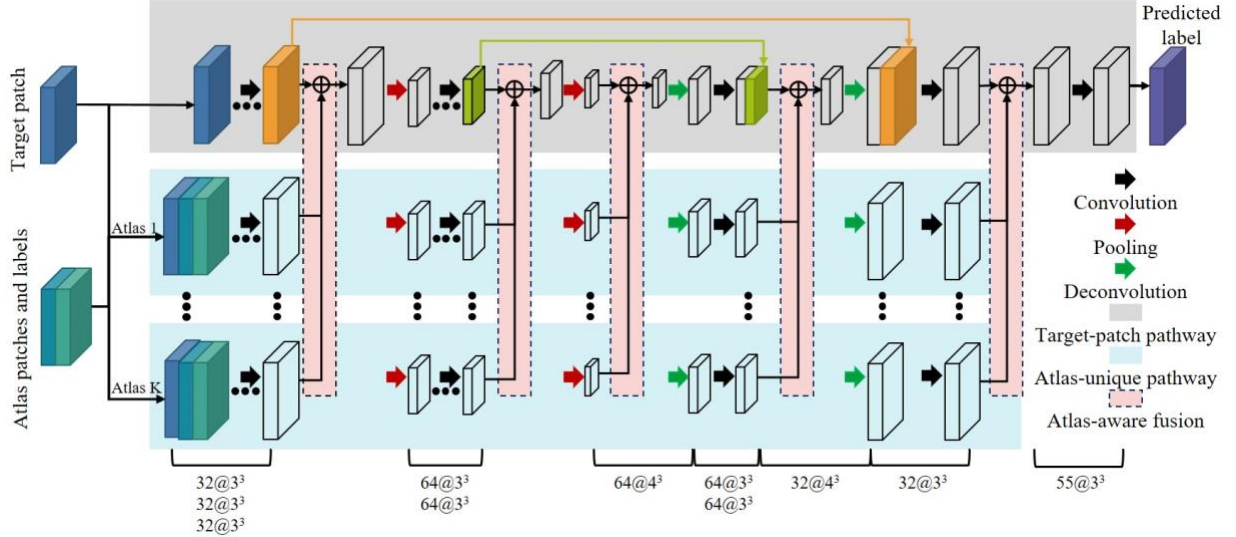 Target patch
Atlas patches and labels
Atlas 1
Atlas K
Predicted
label
Convolution
Pooling
Deconvolution
Target-patch pathway
Atlas-unique pathway
Atlas-aware fusion
32@3³
32@3³
32@3³
64@3³
64@3³
64@4³
64@3³
64@3³
32@4³
32@3³
55@3³